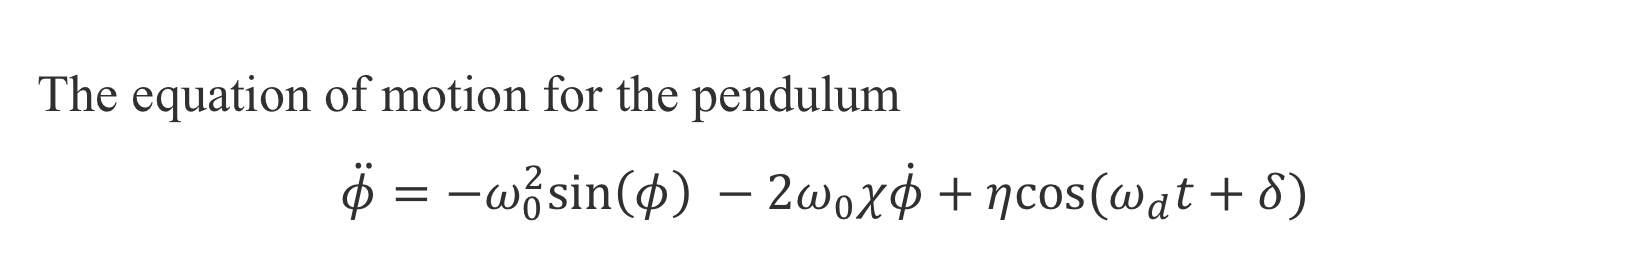 The equation of motion for the pendulum
ϕ̈ = −ω₀²sin(ϕ) − 2ω₀χϕ̇ + ηcos(ω_d t + δ)